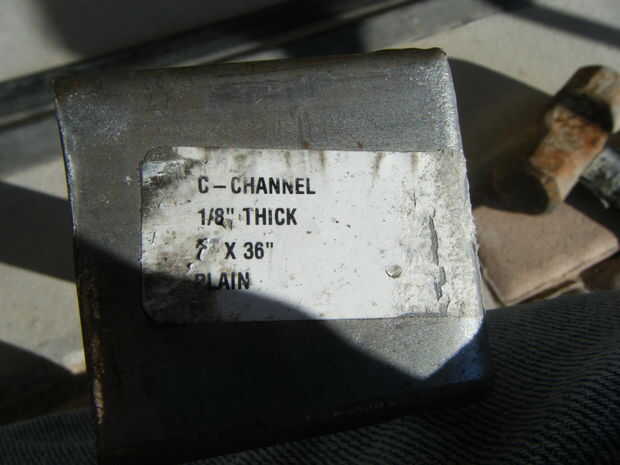 C-CHANNEL
1/8" THICK
X 36"
PLAIN